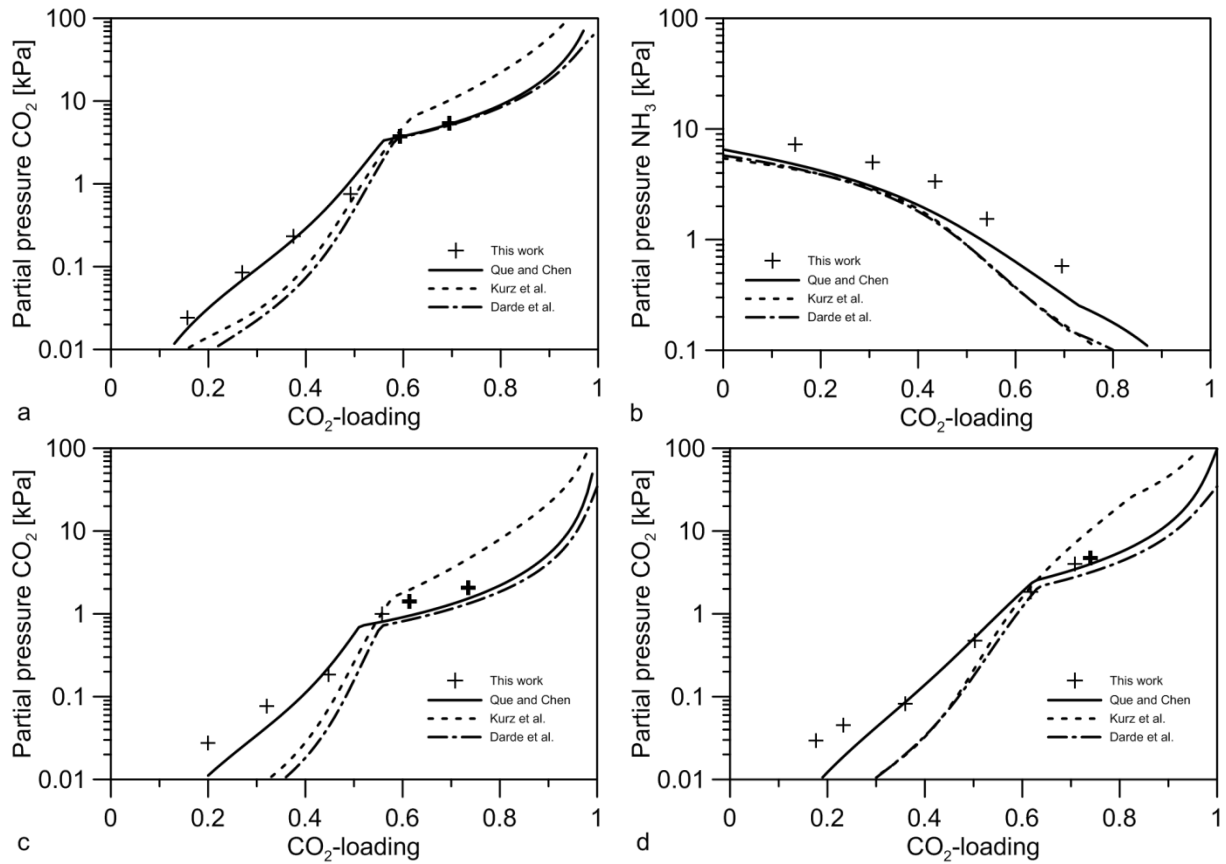 100
10
1
0.1
0.01
Partial pressure CO₂ [kPa]
0 0.2 0.4 0.6 0.8 1
CO₂-loading
This work
Que and Chen
Kurz et al.
Darde et al.
a
100
10
1
0.1
Partial pressure NH₃ [kPa]
0 0.2 0.4 0.6 0.8 1
CO₂-loading
This work
Que and Chen
Kurz et al.
Darde et al.
b
100
10
1
0.1
0.01
Partial pressure CO₂ [kPa]
0 0.2 0.4 0.6 0.8 1
CO₂-loading
This work
Que and Chen
Kurz et al.
Darde et al.
c
100
10
1
0.1
0.01
Partial pressure CO₂ [kPa]
0 0.2 0.4 0.6 0.8 1
CO₂-loading
This work
Que and Chen
Kurz et al.
Darde et al.
d